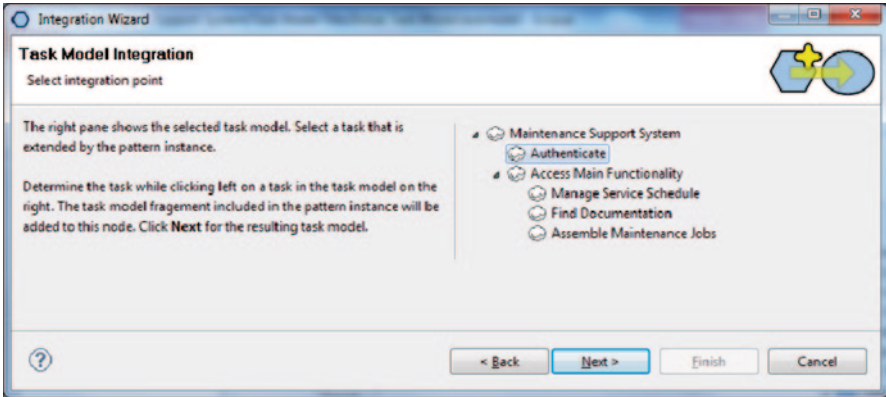 Integration Wizard
Task Model Integration
Select integration point
The right pane shows the selected task model. Select a task that is
extended by the pattern instance.
Determine the task while clicking left on a task in the task model on the
right. The task model fragement included in the pattern instance will be
added to this node. Click Next for the resulting task model.
Maintenance Support System
Authenticate
Access Main Functionality
Manage Service Schedule
Find Documentation
Assemble Maintenance Jobs
?
< Back
Next >
Finish
Cancel